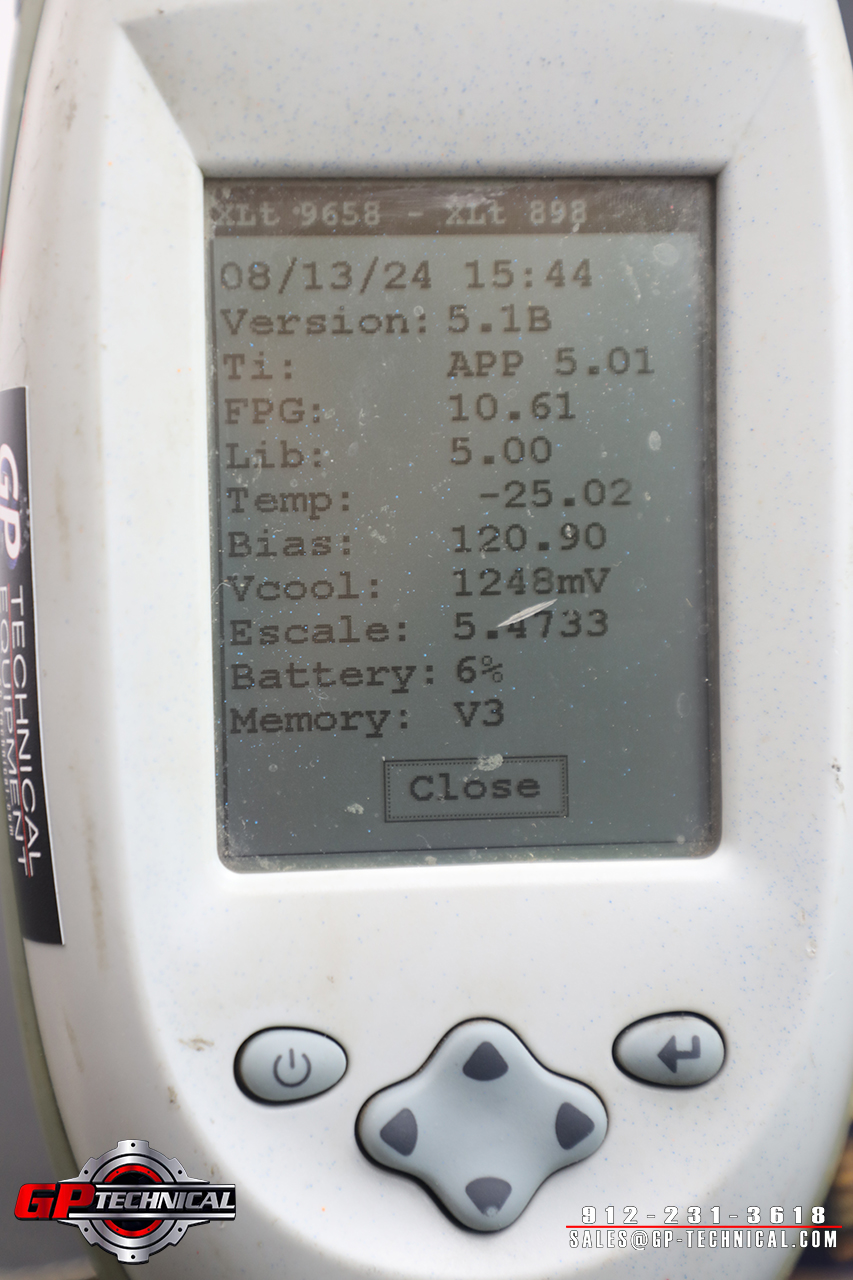 XLt 9658 - XLt 898
08/13/24 15:44
Version: 5.1B
Ti: APP 5.01
FPG: 10.61
Lib: 5.00
Temp: -25.02
Bias: 120.90
Vcool: 1248mV
Escale: 5.4733
Battery: 6%
Memory: V3
Close
GP TECHNICAL
EQUIPMENT
GP TECHNICAL
912-231-3618
SALES@GP-TECHNICAL.COM